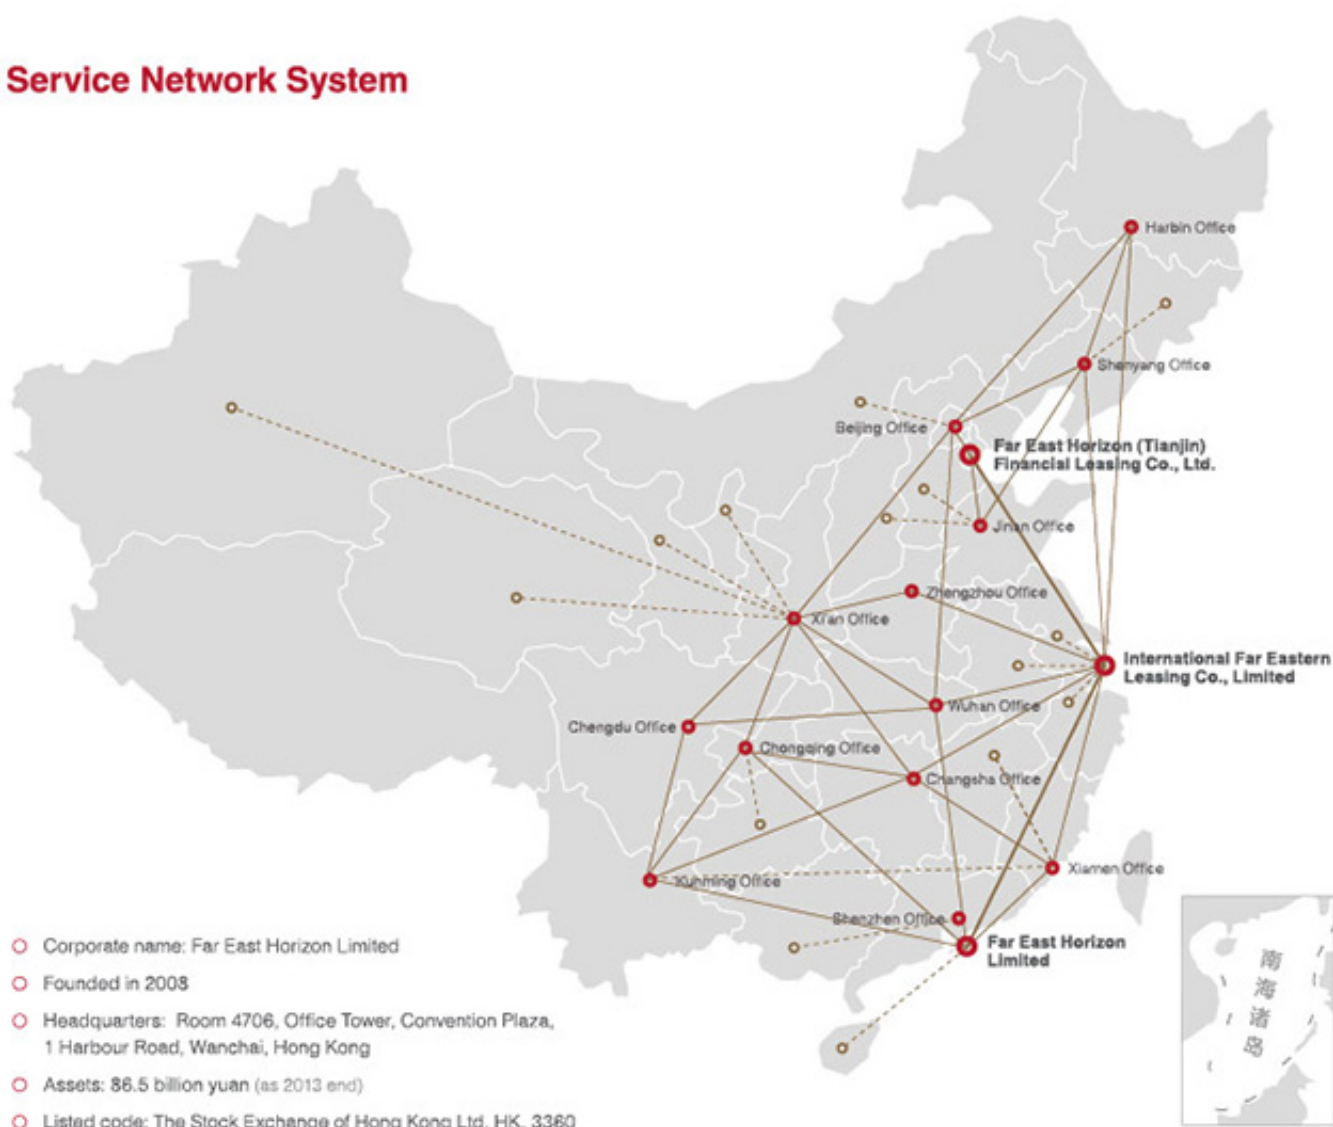 Service Network System
Harbin Office
Shenyang Office
Beijing Office
Far East Horizon (Tianjin)
Financial Leasing Co., Ltd.
Jinan Office
Zhengzhou Office
Xi'an Office
International Far Eastern
Leasing Co., Limited
Wuhan Office
Chengdu Office
Chongqing Office
Changsha Office
Xiamen Office
Kunming Office
Shenzhen Office
Far East Horizon
Limited
Corporate name: Far East Horizon Limited
Founded in 2008
Headquarters: Room 4706, Office Tower, Convention Plaza,
1 Harbour Road, Wanchai, Hong Kong
Assets: 86.5 billion yuan (as 2013 end)
Listed code: The Stock Exchange of Hong Kong Ltd. HK. 3360
南
海
诸
岛